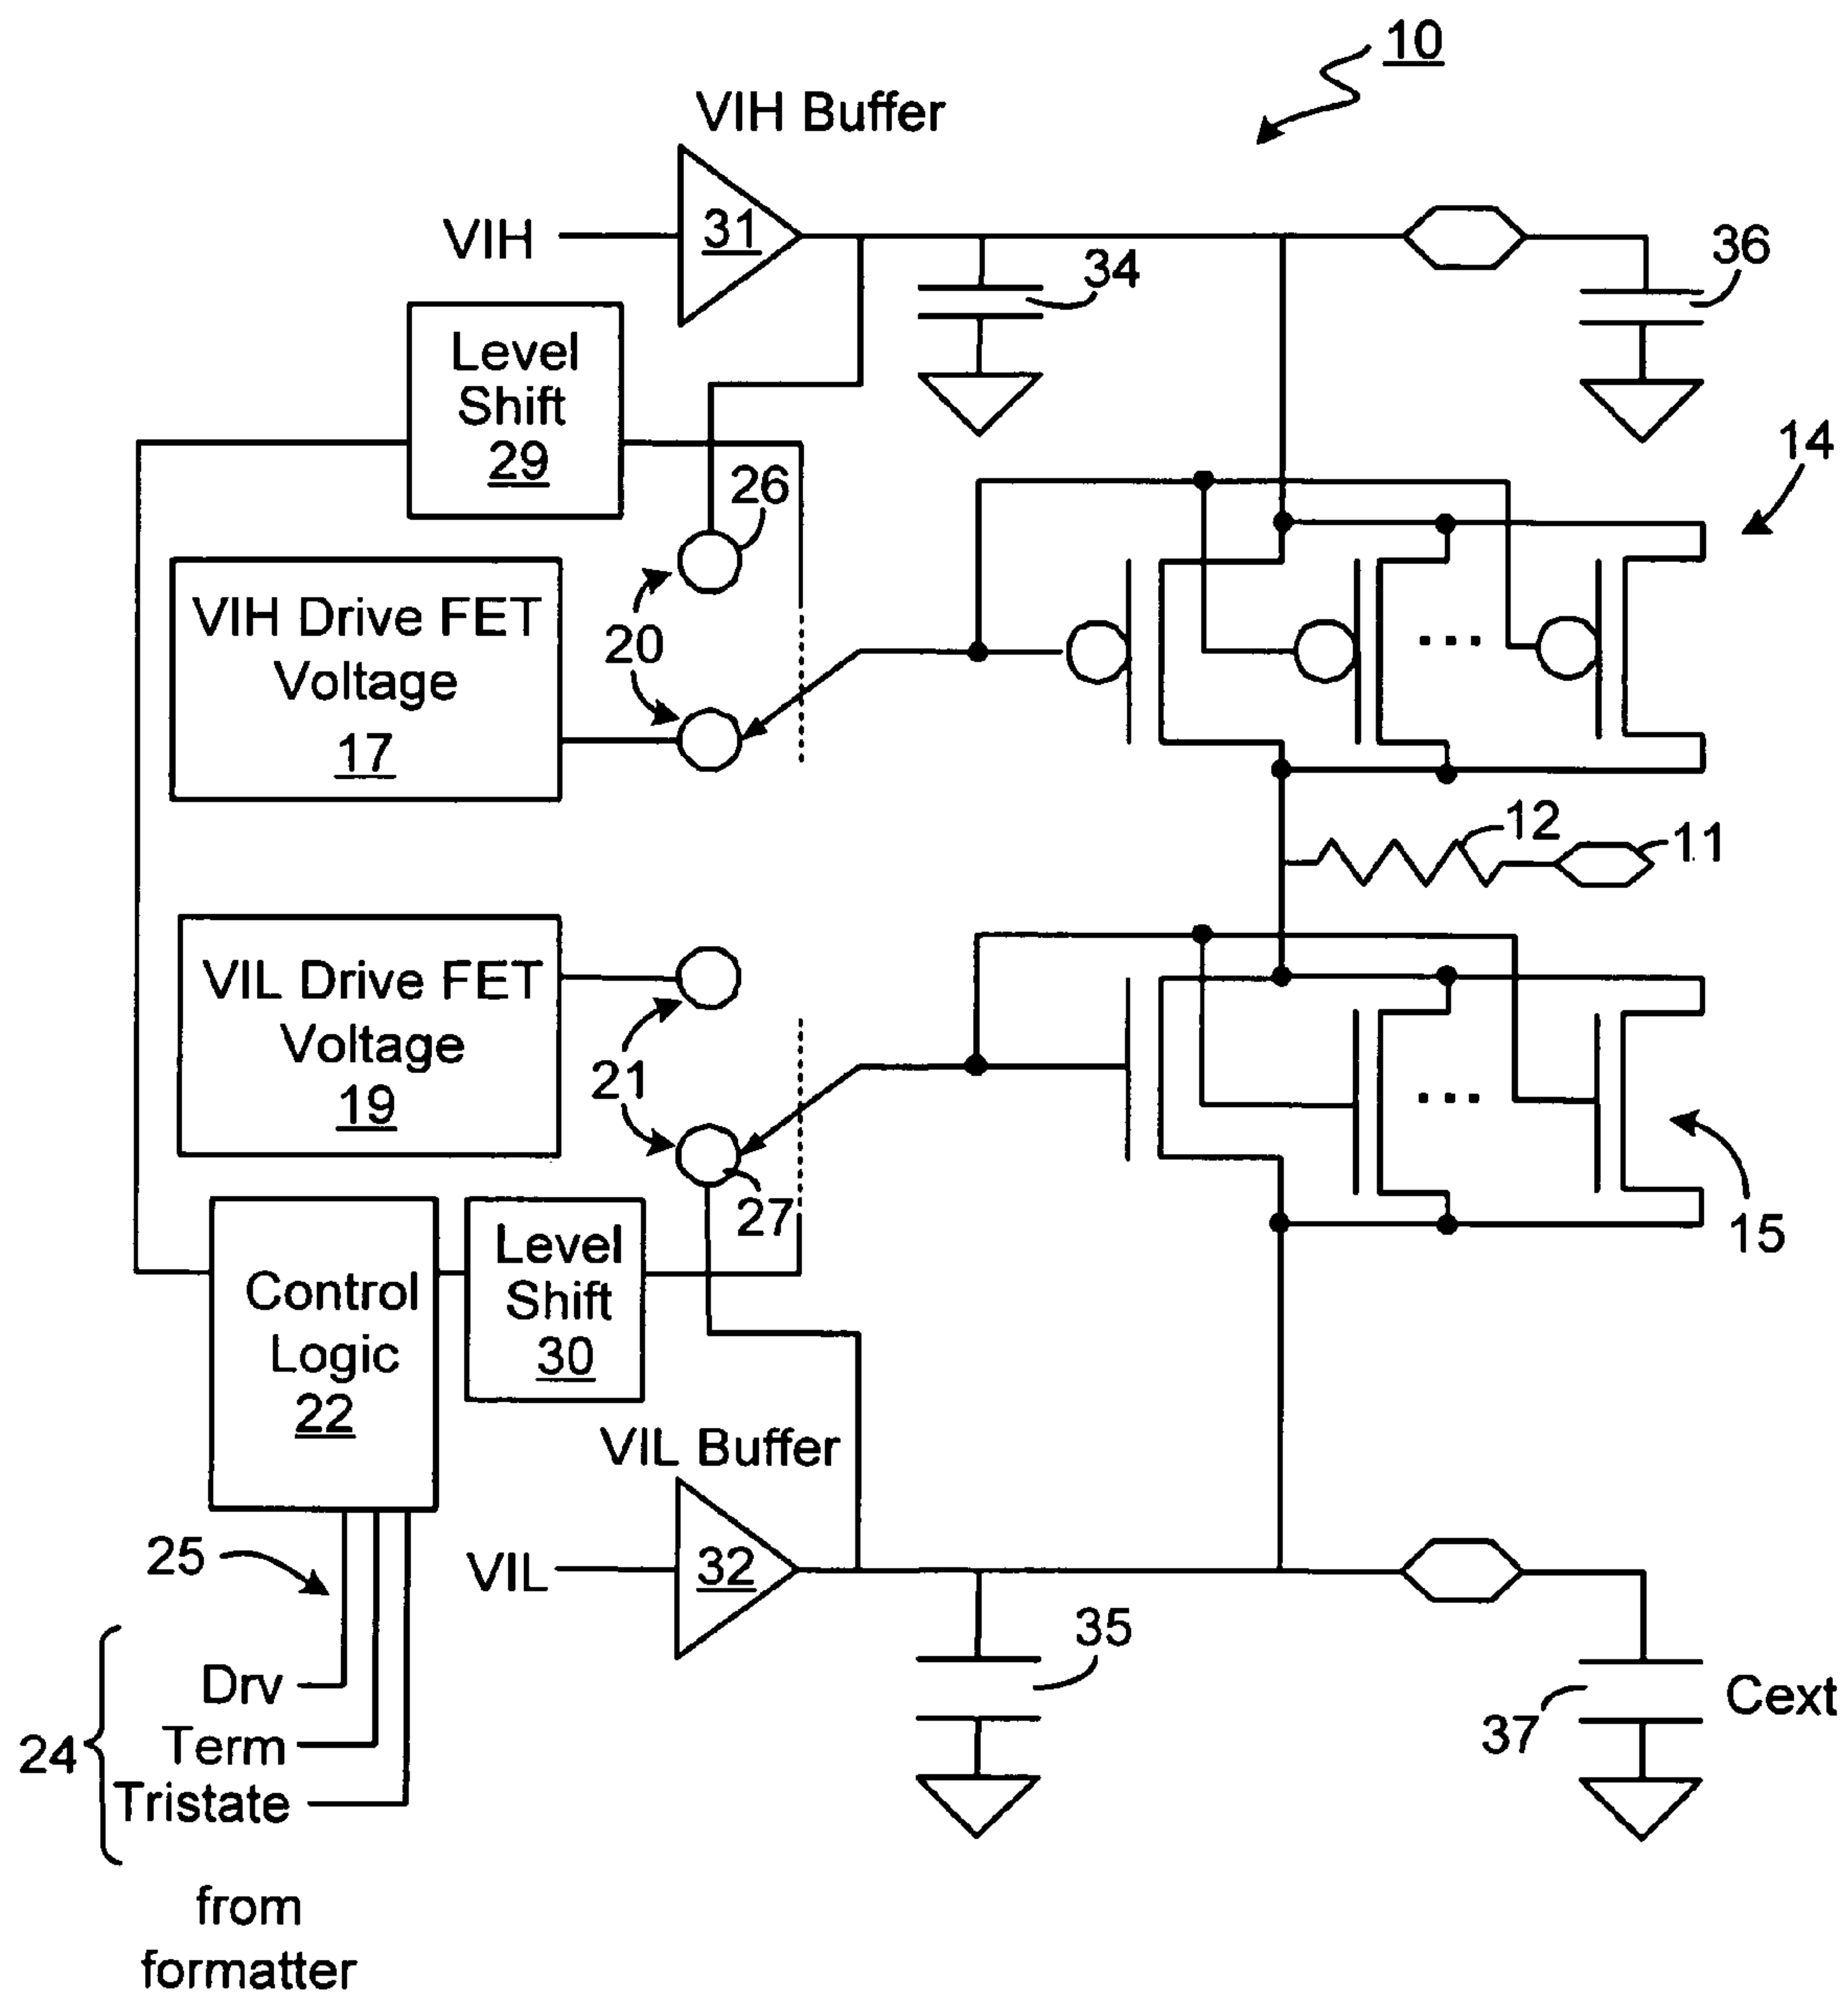 10
VIH Buffer
VIH
31
34
36
Level
Shift
29
14
26
VIH Drive FET
Voltage
17
20
...
12
11
VIL Drive FET
Voltage
19
21
...
27
15
Control
Logic
22
Level
Shift
30
VIL Buffer
25
VIL
32
35
Drv
Term
Tristate
24
37
Cext
from
formatter